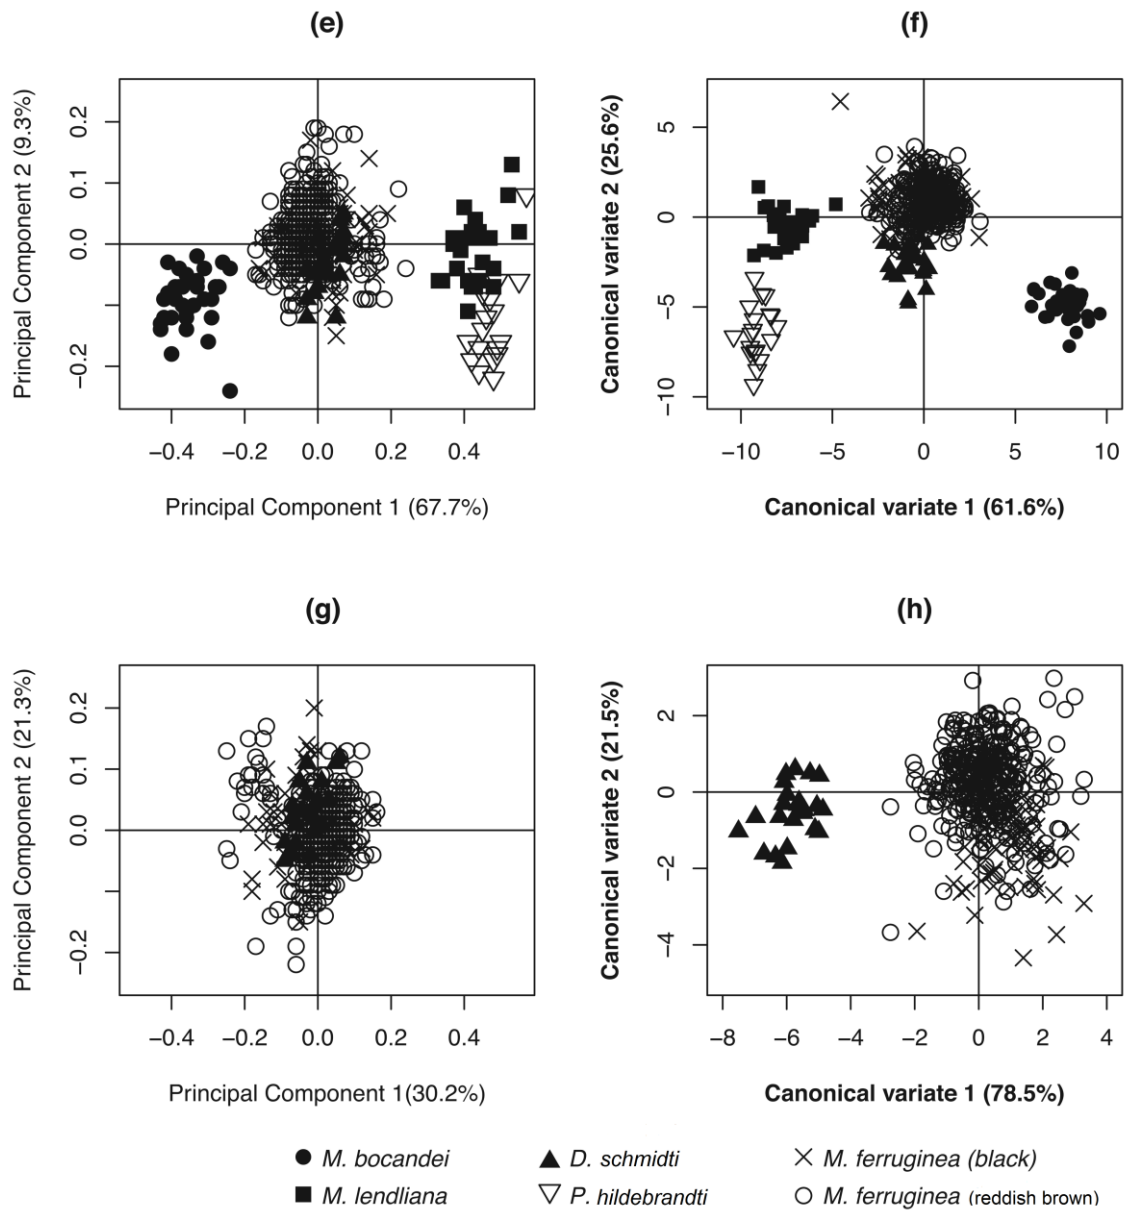 (e)
Principal Component 2 (9.3%)
0.2
0.1
0.0
−0.2
−0.4 −0.2 0.0 0.2 0.4
Principal Component 1 (67.7%)
(f)
Canonical variate 2 (25.6%)
5
0
−5
−10
−10 −5 0 5 10
Canonical variate 1 (61.6%)
(g)
Principal Component 2 (21.3%)
0.2
0.1
0.0
−0.2
−0.4 −0.2 0.0 0.2 0.4
Principal Component 1(30.2%)
(h)
Canonical variate 2 (21.5%)
2
0
−2
−4
−8 −6 −4 −2 0 2 4
Canonical variate 1 (78.5%)
M. bocandei D. schmidti M. ferruginea (black)
M. lendliana P. hildebrandti M. ferruginea (reddish brown)